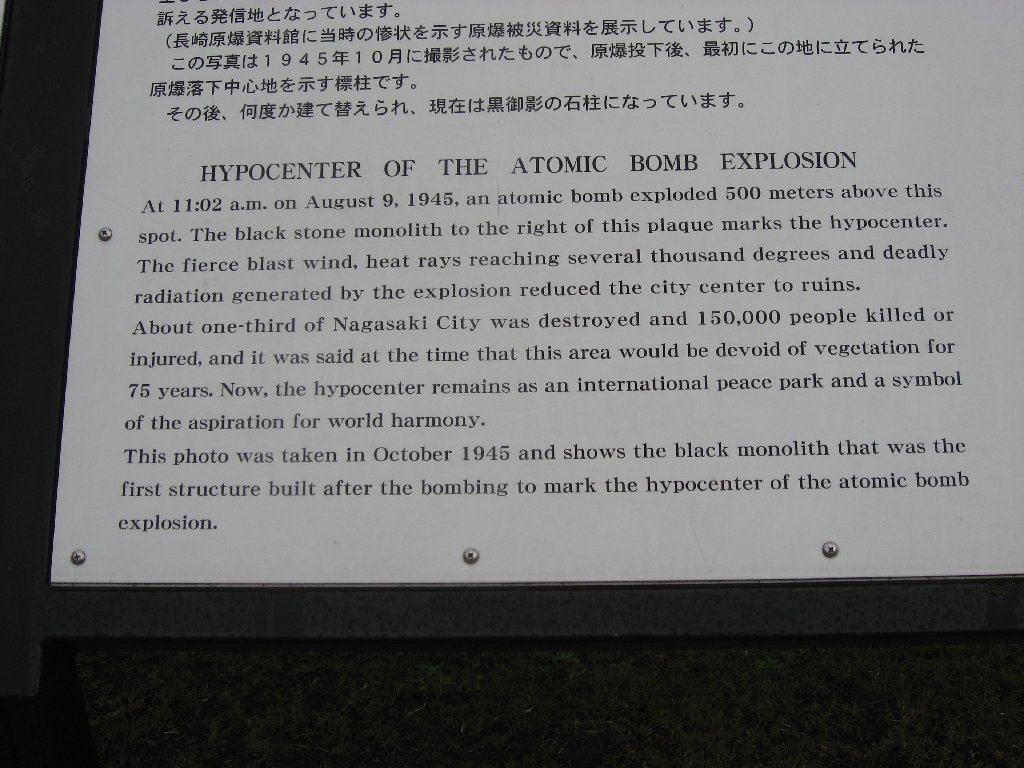 訴える発信地となっています。
（長崎原爆資料館に当時の惨状を示す原爆被災資料を展示しています。）
この写真は１９４５年１０月に撮影されたもので、原爆投下後、最初にこの地に立てられた
原爆落下中心地を示す標柱です。
その後、何度か建て替えられ、現在は黒御影の石柱になっています。
HYPOCENTER OF THE ATOMIC BOMB EXPLOSION
At 11:02 a.m. on August 9, 1945, an atomic bomb exploded 500 meters above this
spot. The black stone monolith to the right of this plaque marks the hypocenter.
The fierce blast wind, heat rays reaching several thousand degrees and deadly
radiation generated by the explosion reduced the city center to ruins.
About one-third of Nagasaki City was destroyed and 150,000 people killed or
injured, and it was said at the time that this area would be devoid of vegetation for
75 years. Now, the hypocenter remains as an international peace park and a symbol
of the aspiration for world harmony.
This photo was taken in October 1945 and shows the black monolith that was the
first structure built after the bombing to mark the hypocenter of the atomic bomb
explosion.